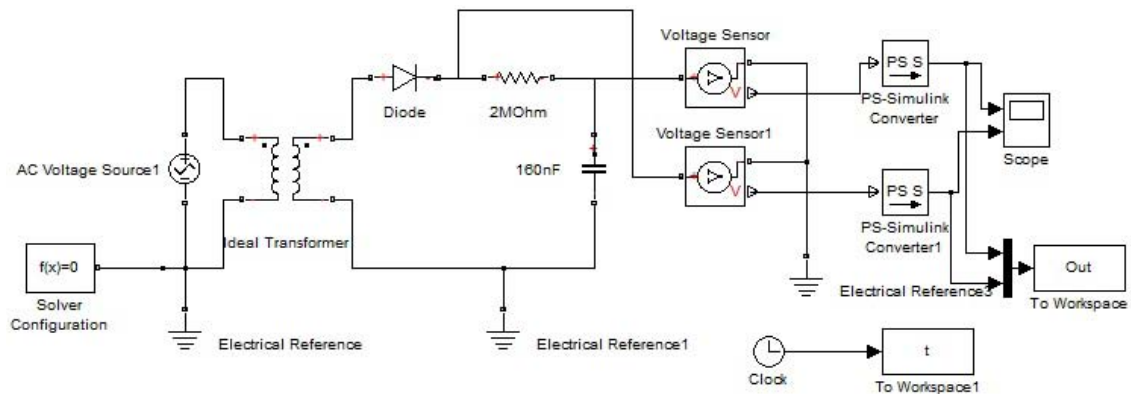 Voltage Sensor
V
PS S
PS-Simulink
Converter
Diode
2MOhm
Scope
Voltage Sensor1
V
PS S
PS-Simulink
Converter1
AC Voltage Source1
160nF
Ideal Transformer
f(x)=0
Solver
Configuration
Out
To Workspace
Electrical Reference
Electrical Reference1
Electrical Reference3
Clock
t
To Workspace1